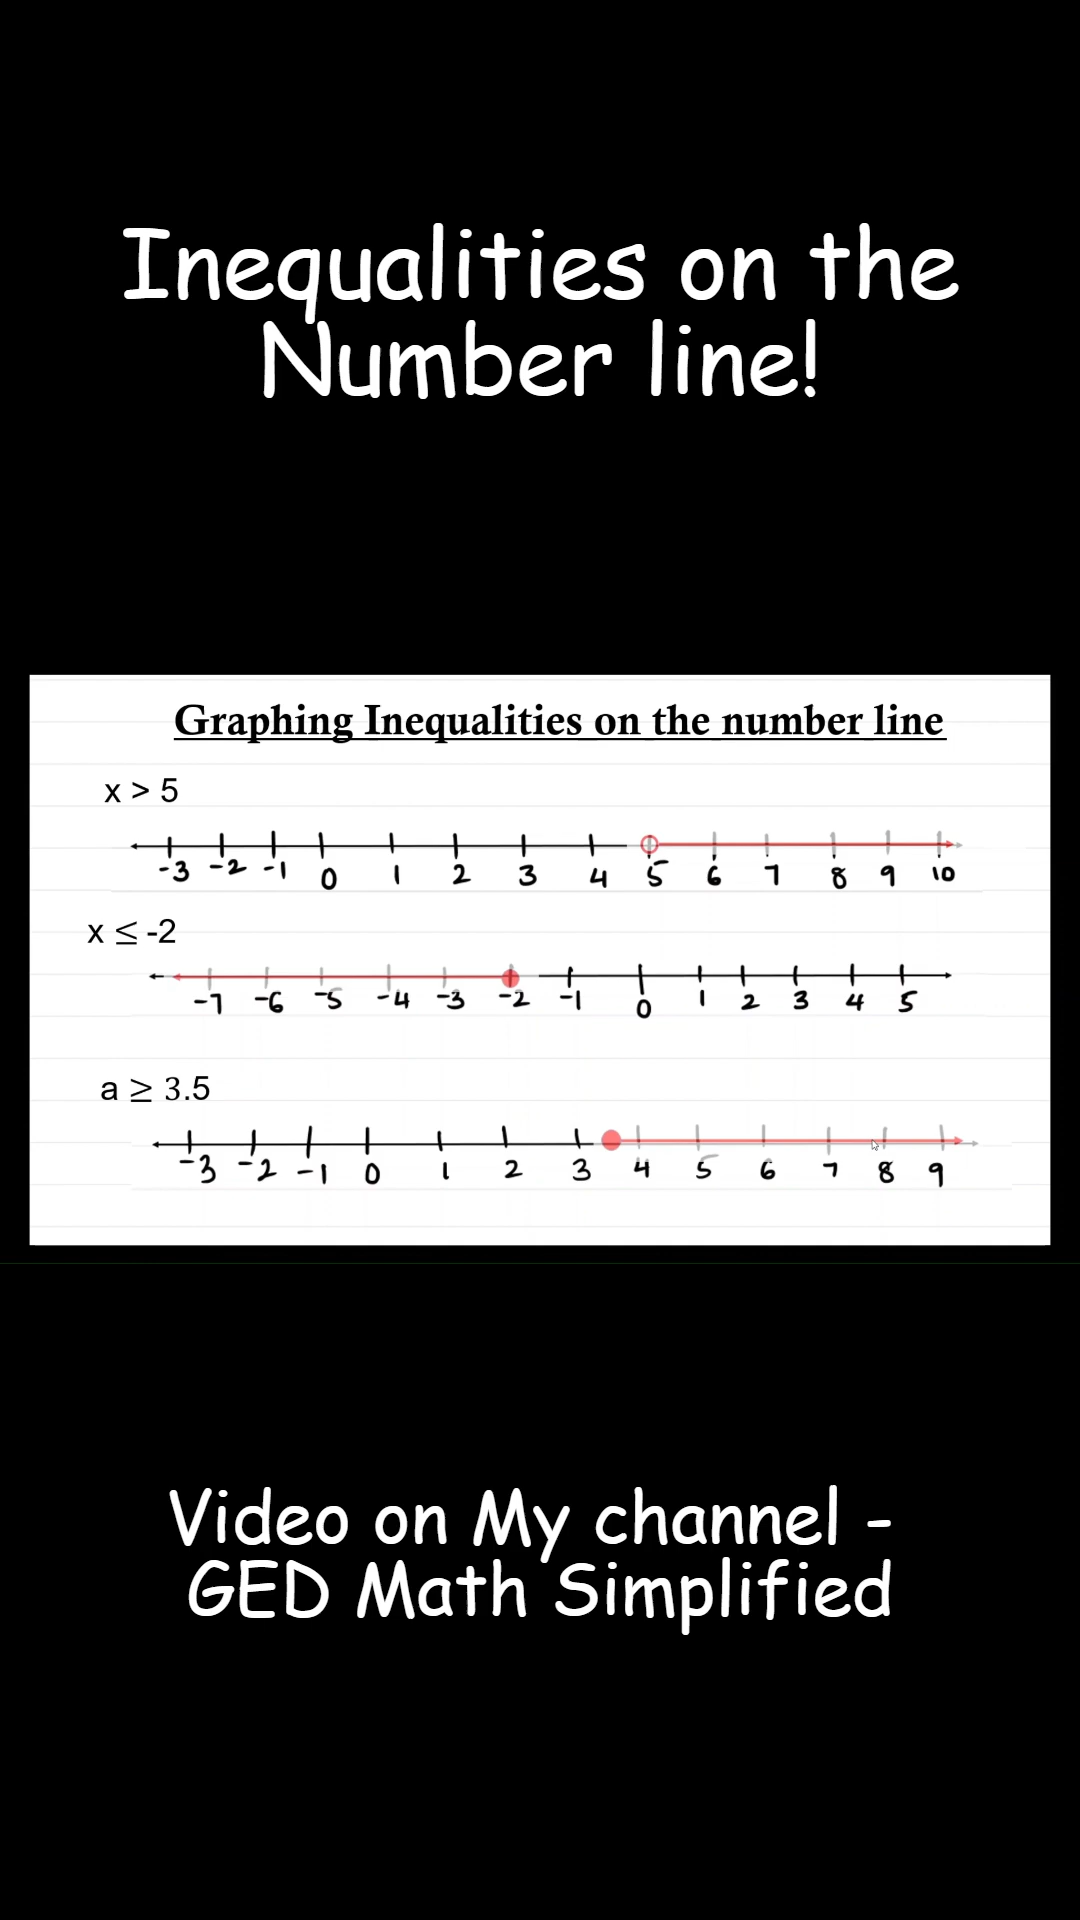 Inequalities on the
Number line!
Graphing Inequalities on the number line
x > 5
-3 -2 -1 0 1 2 3 4 5 6 7 8 9 10
x ≤ -2
-7 -6 -5 -4 -3 -2 -1 0 1 2 3 4 5
a ≥ 3.5
-3 -2 -1 0 1 2 3 4 5 6 7 8 9
Video on My channel -
GED Math Simplified